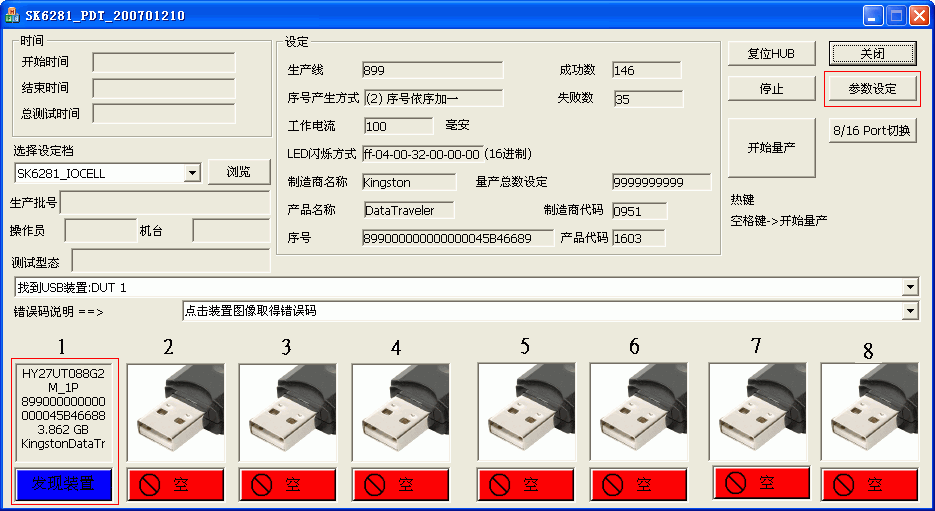 SK6281_PDT_200701210
时间
开始时间
结束时间
总测试时间
选择设定档
SK6281_IOCELL
浏览
生产批号
操作员
机台
测试型态
设定
生产线
899
成功数
146
序号产生方式
(2) 序号依序加一
失败数
35
工作电流
100
毫安
LED闪烁方式
ff-04-00-32-00-00-00
(16进制)
制造商名称
Kingston
量产总数设定
9999999999
产品名称
DataTraveler
制造商代码
0951
序号
899000000000000045B46689
产品代码
1603
复位HUB
关闭
停止
参数设定
开始量产
8/16 Port切换
热键
空格键->开始量产
找到USB装置:DUT 1
错误码说明 ==>
点击装置图像取得错误码
1
2
3
4
5
6
7
8
HY27UT088G2
M_1P
89900000000000
000045B46688
3.862 GB
KingstonDataTr
发现装置
空
空
空
空
空
空
空